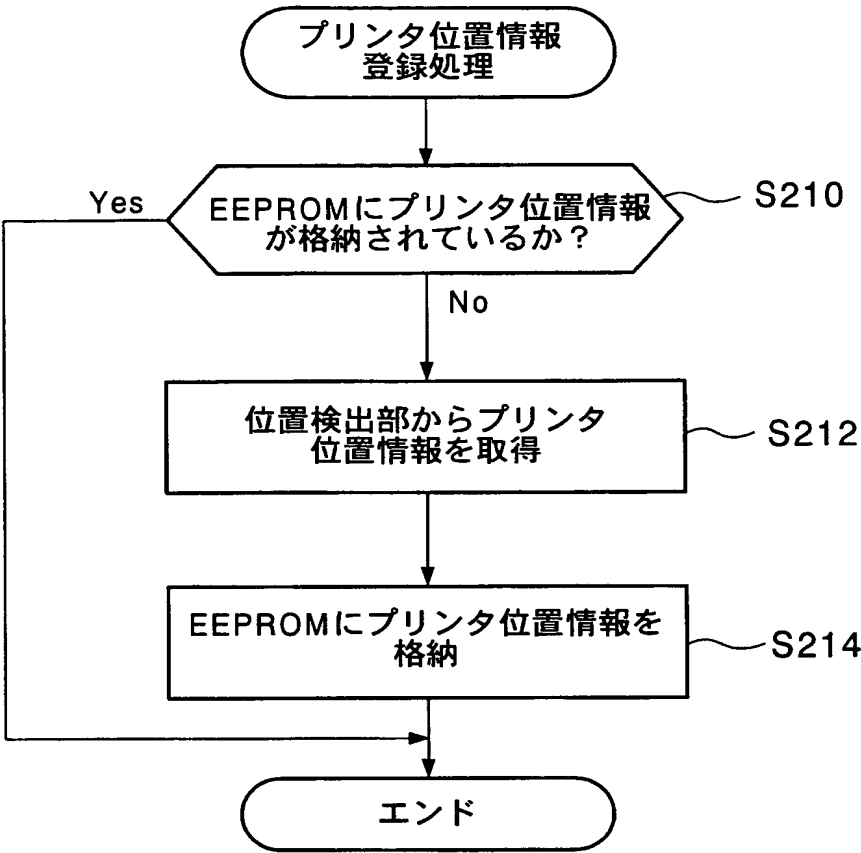 プリンタ位置情報
登録処理
Yes
EEPROMにプリンタ位置情報
が格納されているか？
S210
No
位置検出部からプリンタ
位置情報を取得
S212
EEPROMにプリンタ位置情報を
格納
S214
エンド